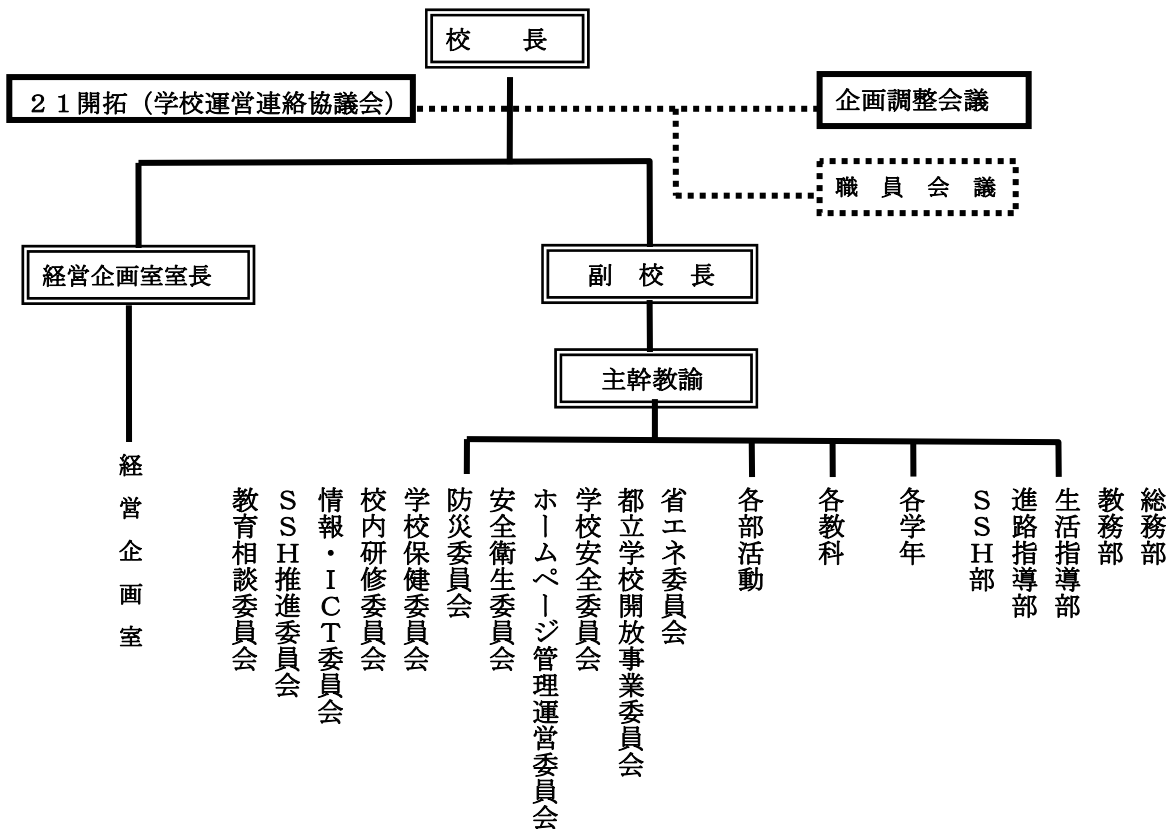 校　　長
２１開拓（学校運営連絡協議会）
企画調整会議
職　員　会　議
経営企画室室長
副　校　長
主幹教諭
総務部
教務部
生活指導部
進路指導部
ＳＳＨ部
各学年
各教科
各部活動
省エネ委員会
都立学校開放事業委員会
学校安全委員会
ホームページ管理運営委員会
安全衛生委員会
防災委員会
学校保健委員会
校内研修委員会
情報・ＩＣＴ委員会
ＳＳＨ推進委員会
教育相談委員会
経営企画室